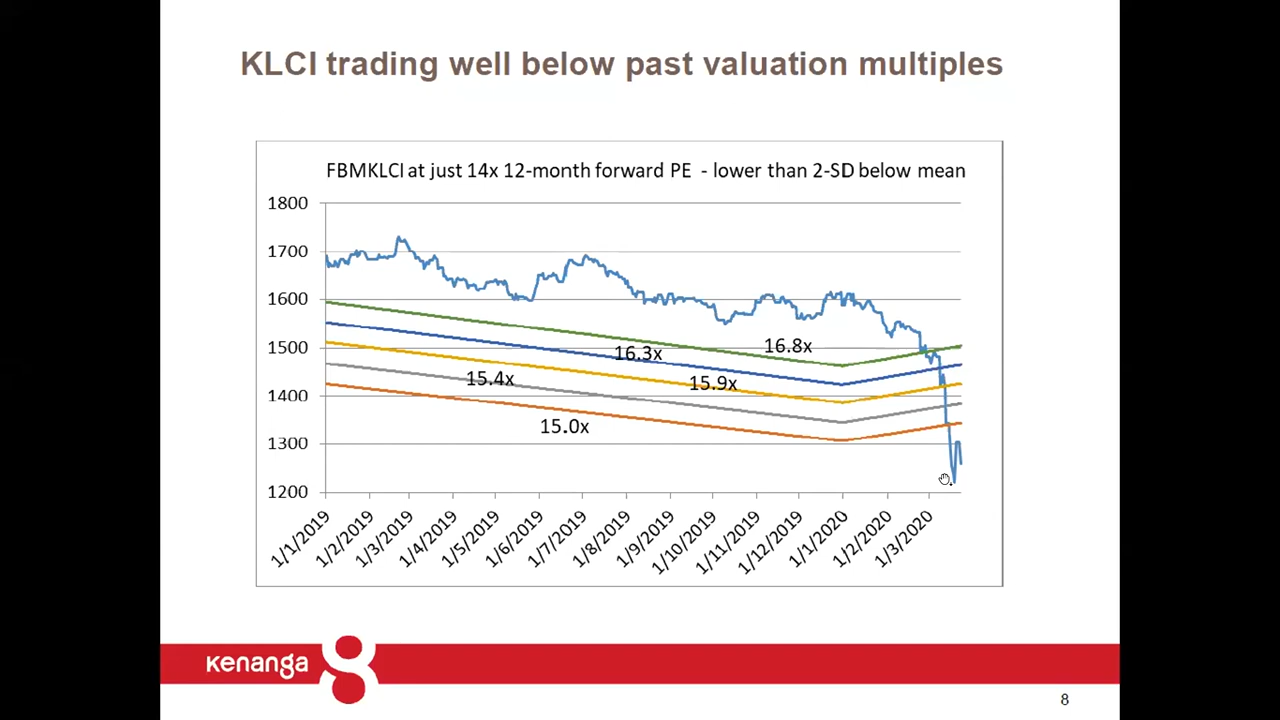 KLCI trading well below past valuation multiples
FBMKLCI at just 14x 12-month forward PE - lower than 2-SD below mean
1800
1700
1600
1500
1400
1300
1200
16.8x
16.3x
15.9x
15.4x
15.0x
1/1/2019
1/2/2019
1/3/2019
1/4/2019
1/5/2019
1/6/2019
1/7/2019
1/8/2019
1/9/2019
1/10/2019
1/11/2019
1/12/2019
1/1/2020
1/2/2020
1/3/2020
kenanga
8